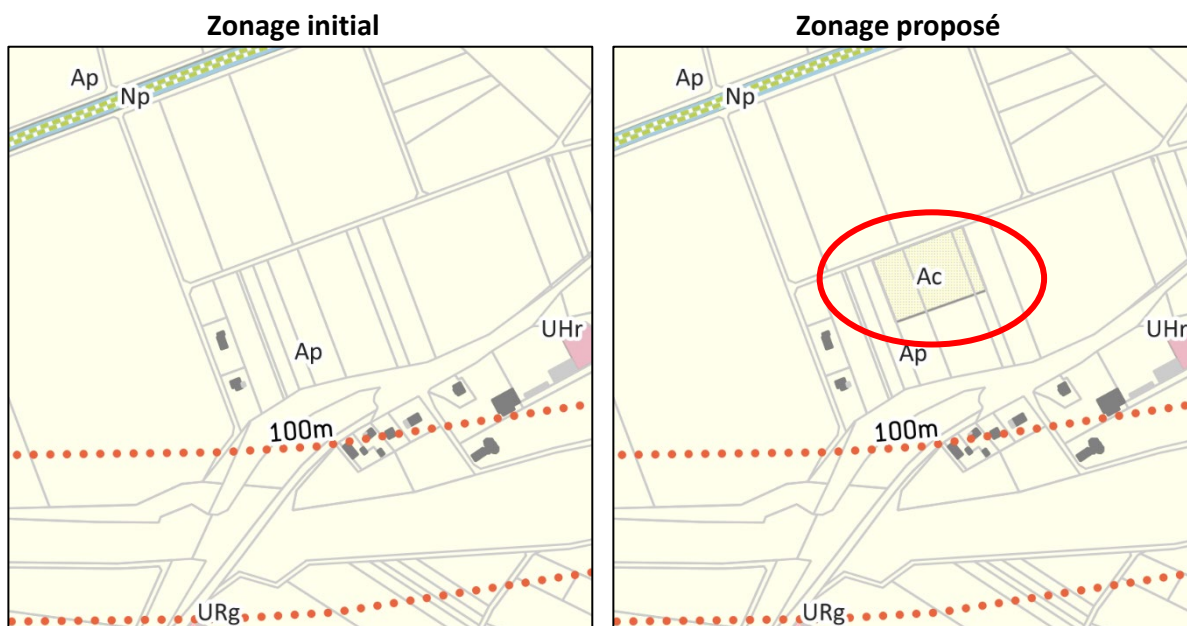 Zonage initial
Ap
Np
UHr
Ap
100m
URg
Zonage proposé
Ap
Np
Ac
UHr
Ap
100m
URg